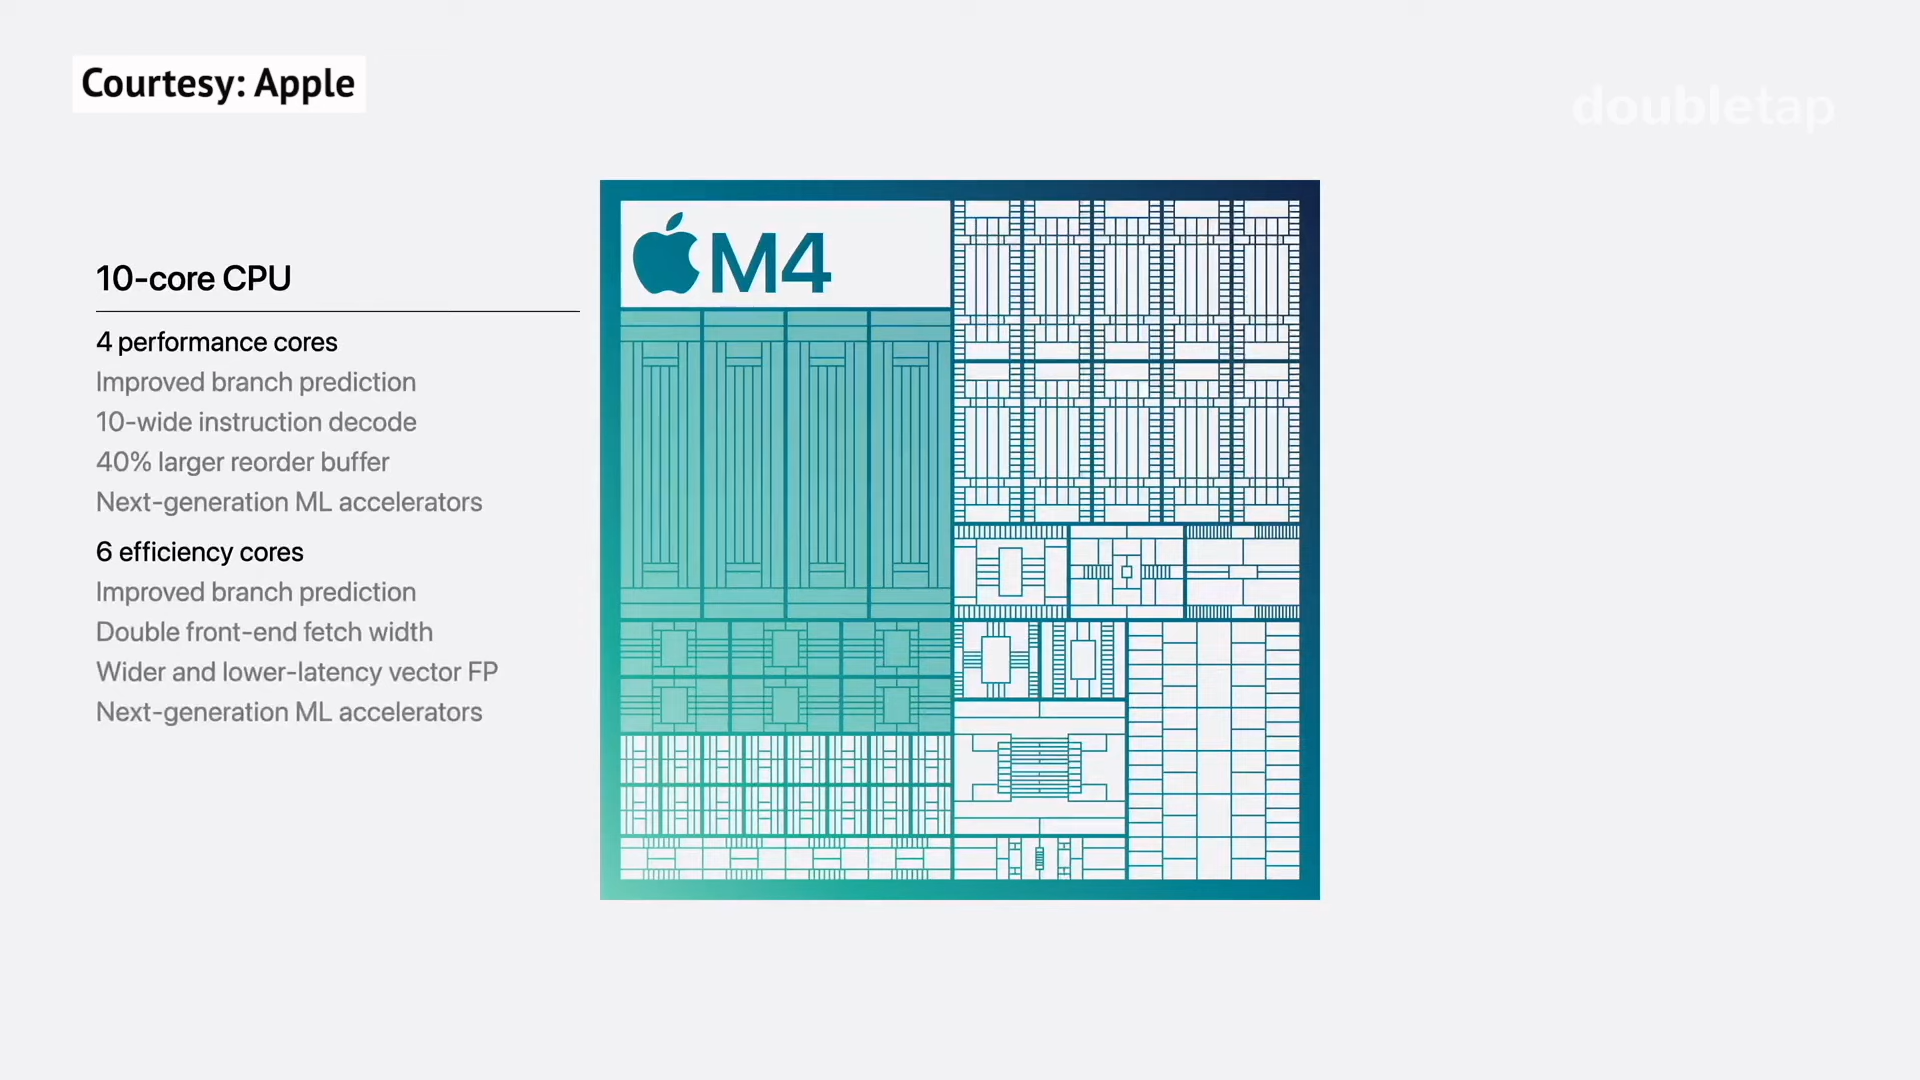 Courtesy: Apple
doubletap
M4
10-core CPU
4 performance cores
Improved branch prediction
10-wide instruction decode
40% larger reorder buffer
Next-generation ML accelerators
6 efficiency cores
Improved branch prediction
Double front-end fetch width
Wider and lower-latency vector FP
Next-generation ML accelerators